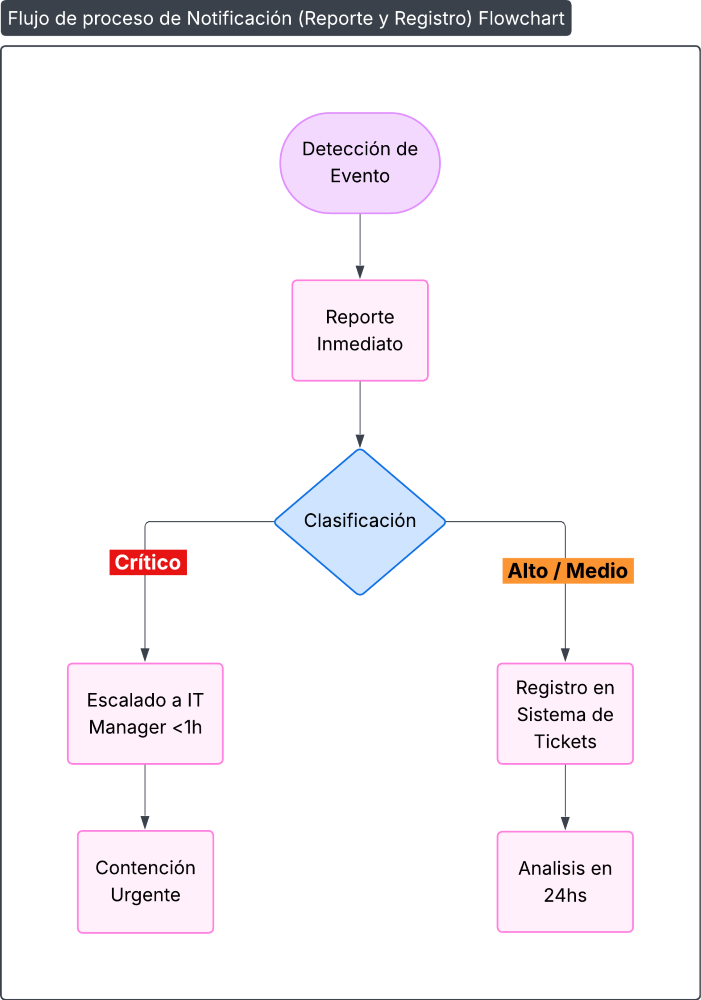 Flujo de proceso de Notificación (Reporte y Registro) Flowchart
Detección de
Evento
Reporte
Inmediato
Clasificación
Crítico
Alto / Medio
Escalado a IT
Manager <1h
Registro en
Sistema de
Tickets
Contención
Urgente
Analisis en
24hs